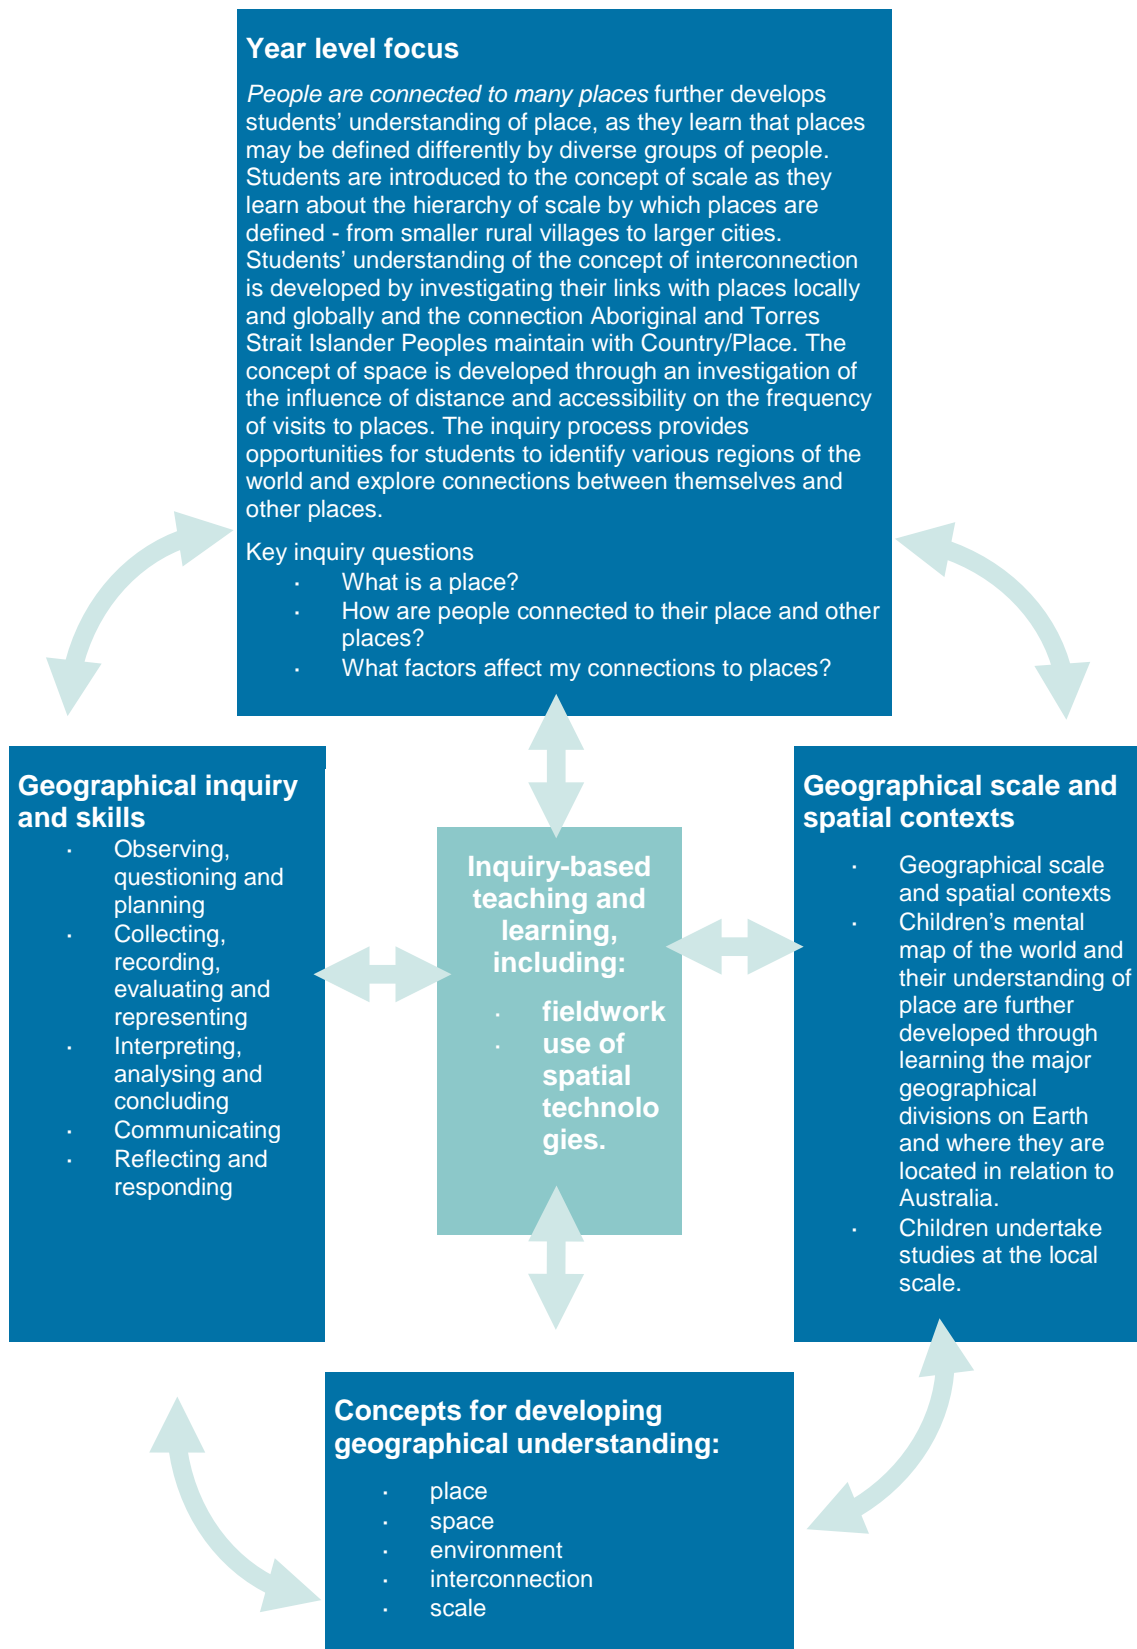 Year level focus
People are connected to many places further develops
students' understanding of place, as they learn that places
may be defined differently by diverse groups of people.
Students are introduced to the concept of scale as they
learn about the hierarchy of scale by which places are
defined - from smaller rural villages to larger cities.
Students' understanding of the concept of interconnection
is developed by investigating their links with places locally
and globally and the connection Aboriginal and Torres
Strait Islander Peoples maintain with Country/Place. The
concept of space is developed through an investigation of
the influence of distance and accessibility on the frequency
of visits to places. The inquiry process provides
opportunities for students to identify various regions of the
world and explore connections between themselves and
other places.
Key inquiry questions
· What is a place?
· How are people connected to their place and other
places?
· What factors affect my connections to places?
Geographical inquiry
and skills
· Observing,
questioning and
planning
· Collecting,
recording,
evaluating and
representing
· Interpreting,
analysing and
concluding
· Communicating
· Reflecting and
responding
Inquiry-based
teaching and
learning,
including:
· fieldwork
· use of
spatial
technolo
gies.
Geographical scale and
spatial contexts
· Geographical scale
and spatial contexts
· Children's mental
map of the world and
their understanding of
place are further
developed through
learning the major
geographical
divisions on Earth
and where they are
located in relation to
Australia.
· Children undertake
studies at the local
scale.
Concepts for developing
geographical understanding:
· place
· space
· environment
· interconnection
· scale